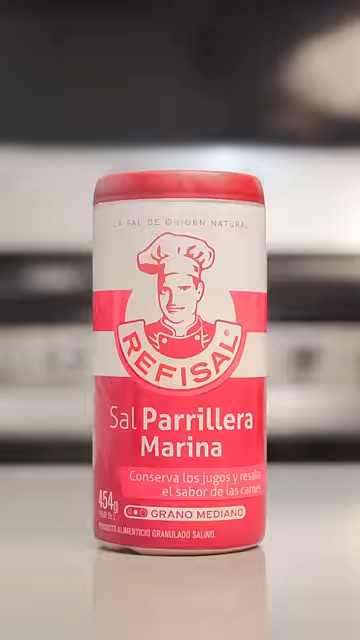 LA SAL DE ORIGEN NATURAL
REFISAL®
Sal Parrillera
Marina
Conserva los jugos y resalta
el sabor de las carnes
454g
GRANO MEDIANO
PRODUCTO ALIMENTICIO GRANULADO SALINO.